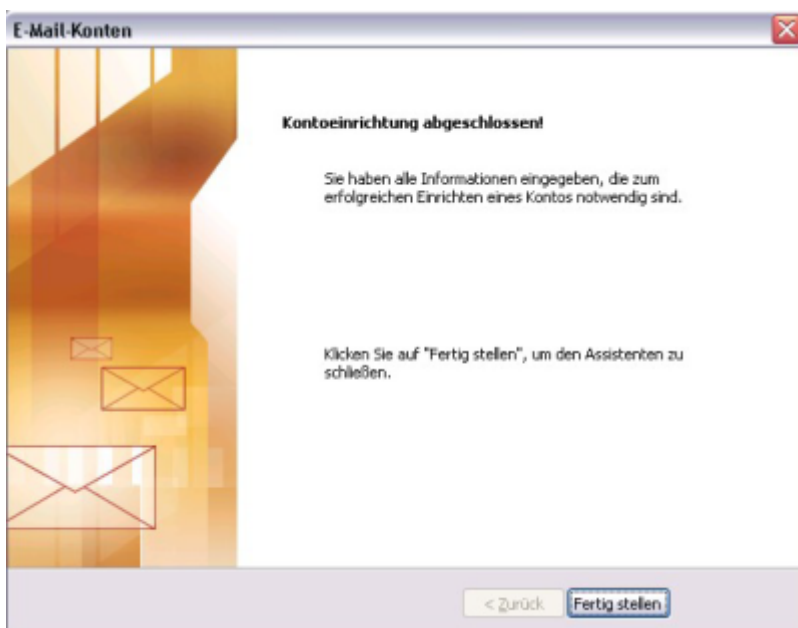 E-Mail-Konten
Kontoeinrichtung abgeschlossen!
Sie haben alle Informationen eingegeben, die zum
erfolgreichen Einrichten eines Kontos notwendig sind.
Klicken Sie auf "Fertig stellen", um den Assistenten zu
schließen.
< Zurück
Fertig stellen